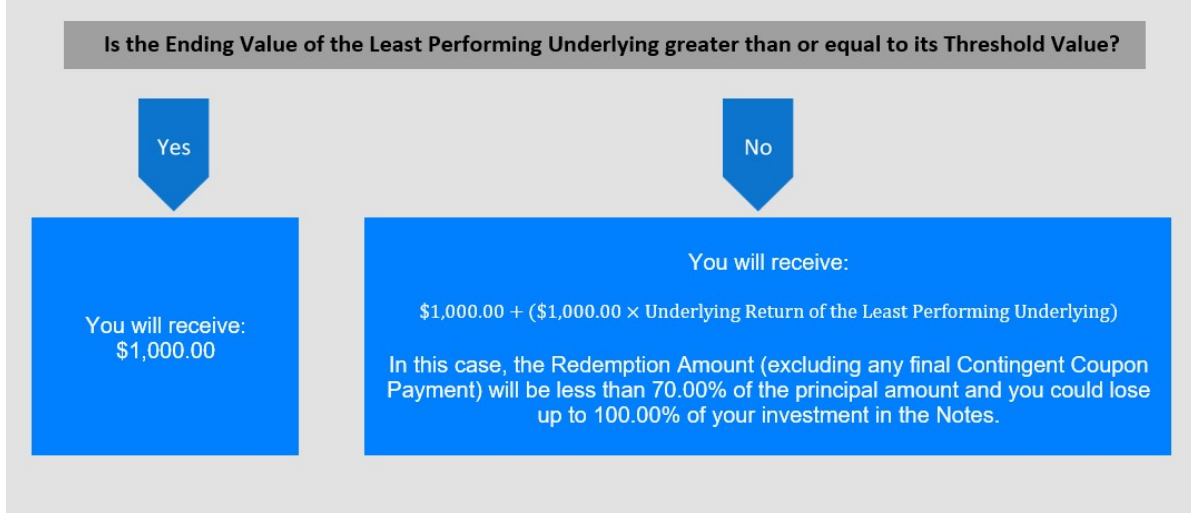 Is the Ending Value of the Least Performing Underlying greater than or equal to its Threshold Value?
Yes
No
You will receive:
$1,000.00
You will receive:
$1,000.00 + ($1,000.00 × Underlying Return of the Least Performing Underlying)
In this case, the Redemption Amount (excluding any final Contingent Coupon
Payment) will be less than 70.00% of the principal amount and you could lose
up to 100.00% of your investment in the Notes.